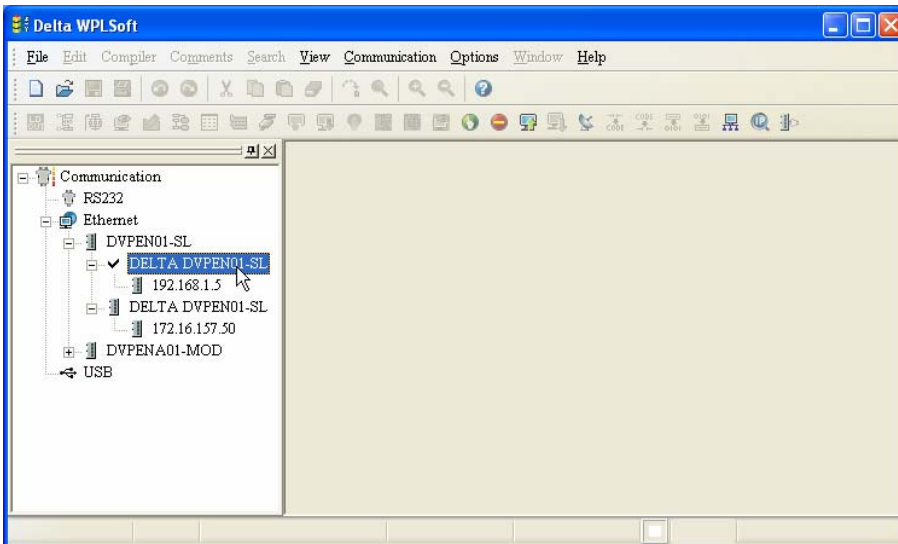 Delta WPLSoft
File Edit Compiler Comments Search View Communication Options Window Help
Communication
RS232
Ethernet
DVPEN01-SL
DELTA DVPEN01-SL
192.168.1.5
DELTA DVPEN01-SL
172.16.157.50
DVPENA01-MOD
USB